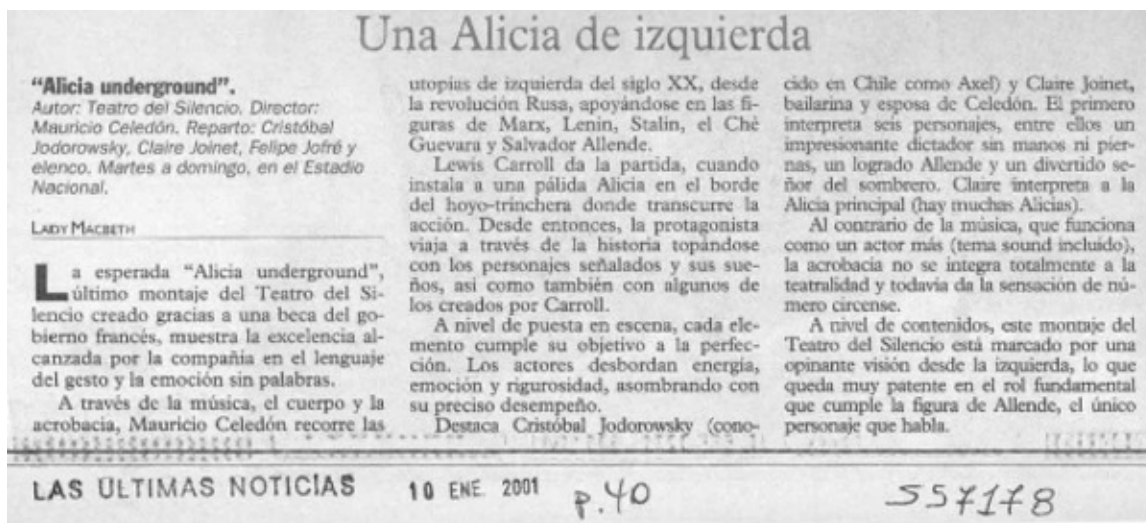 Una Alicia de izquierda
“Alicia underground”.
Autor: Teatro del Silencio. Director:
Mauricio Celedón. Reparto: Cristóbal
Jodorowsky, Claire Joinet, Felipe Jofré y
elenco. Martes a domingo, en el Estadio
Nacional.
LADY MACBETH
La esperada “Alicia underground”,
último montaje del Teatro del Si-
lencio creado gracias a una beca del go-
bierno francés, muestra la excelencia al-
canzada por la compañía en el lenguaje
del gesto y la emoción sin palabras.
A través de la música, el cuerpo y la
acrobacia, Mauricio Celedón recorre las
utopías de izquierda del siglo XX, desde
la revolución Rusa, apoyándose en las fi-
guras de Marx, Lenin, Stalin, el Ché
Guevara y Salvador Allende.
Lewis Carroll da la partida, cuando
instala a una pálida Alicia en el borde
del hoyo-trinchera donde transcurre la
acción. Desde entonces, la protagonista
viaja a través de la historia topándose
con los personajes señalados y sus sue-
ños, así como también con algunos de
los creados por Carroll.
A nivel de puesta en escena, cada ele-
mento cumple su objetivo a la perfec-
ción. Los actores desbordan energía,
emoción y rigurosidad, asombrando con
su preciso desempeño.
Destaca Cristóbal Jodorowsky (cono-
cido en Chile como Axel) y Claire Joinet,
bailarina y esposa de Celedón. El primero
interpreta seis personajes, entre ellos un
impresionante dictador sin manos ni pier-
nas, un logrado Allende y un divertido se-
ñor del sombrero. Claire interpreta a la
Alicia principal (hay muchas Alicias).
Al contrario de la música, que funciona
como un actor más (tema sound incluido),
la acrobacia no se integra totalmente a la
teatralidad y todavía da la sensación de nú-
mero circense.
A nivel de contenidos, este montaje del
Teatro del Silencio está marcado por una
opinante visión desde la izquierda, lo que
queda muy patente en el rol fundamental
que cumple la figura de Allende, el único
personaje que habla.
LAS ULTIMAS NOTICIAS 10 ENE. 2001 p.40 557178